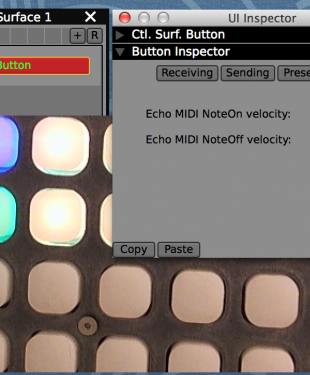 Surface 1
UI Inspector
+ R
Ctl. Surf. Button
Button
Button Inspector
Receiving Sending Prese
Echo MIDI NoteOn velocity:
Echo MIDI NoteOff velocity:
Copy Paste